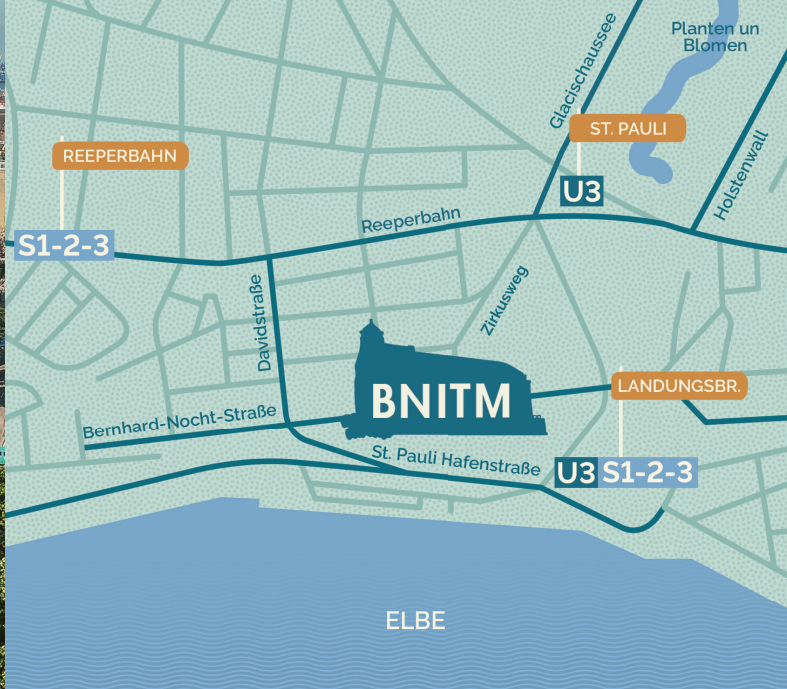 Planten un
Blomen
Glacischaussee
ST. PAULI
REEPERBAHN
Holstenwall
U3
Reeperbahn
S1-2-3
Zirkusweg
Davidstraße
BNITM
LANDUNGSBR.
Bernhard-Nocht-Straße
St. Pauli Hafenstraße
U3 S1-2-3
ELBE